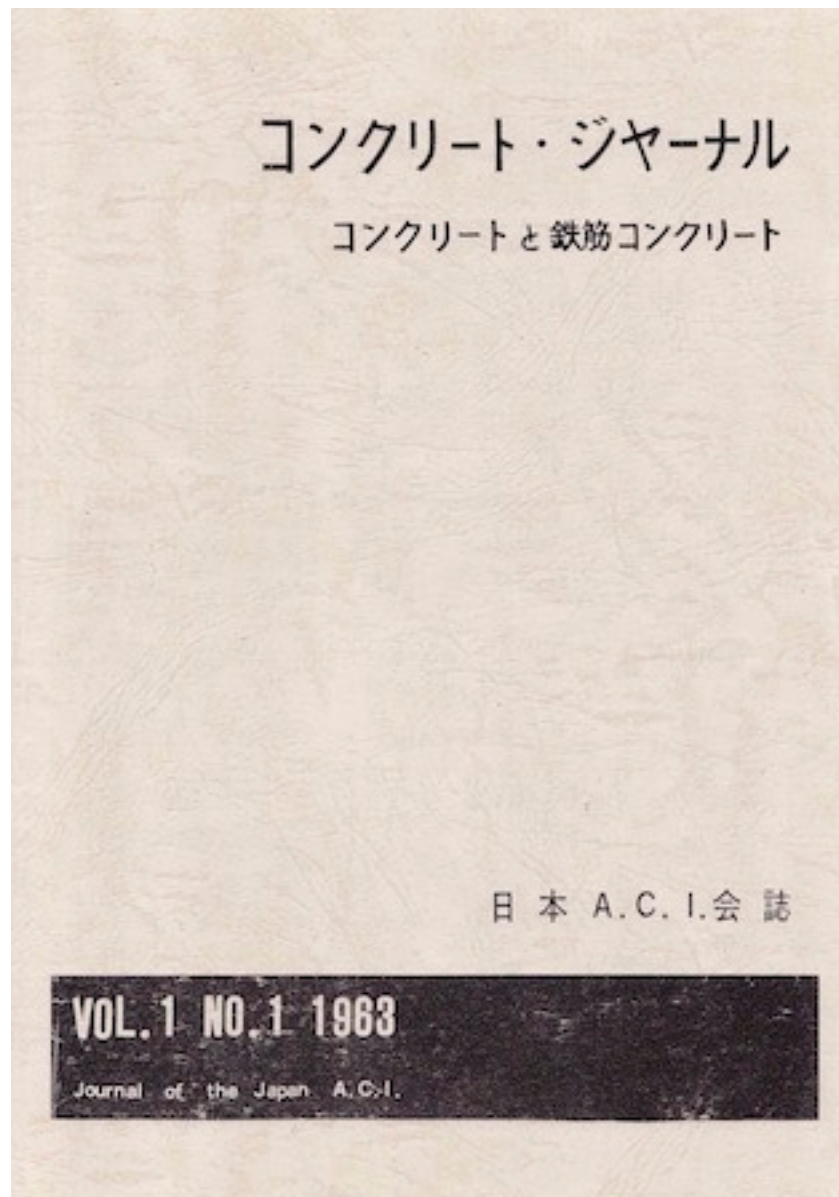 コンクリート・ジヤーナル
コンクリートと鉄筋コンクリート
日本 A.C.I.会誌
VOL.1 NO.1 1963
Journal of the Japan A.C.I.